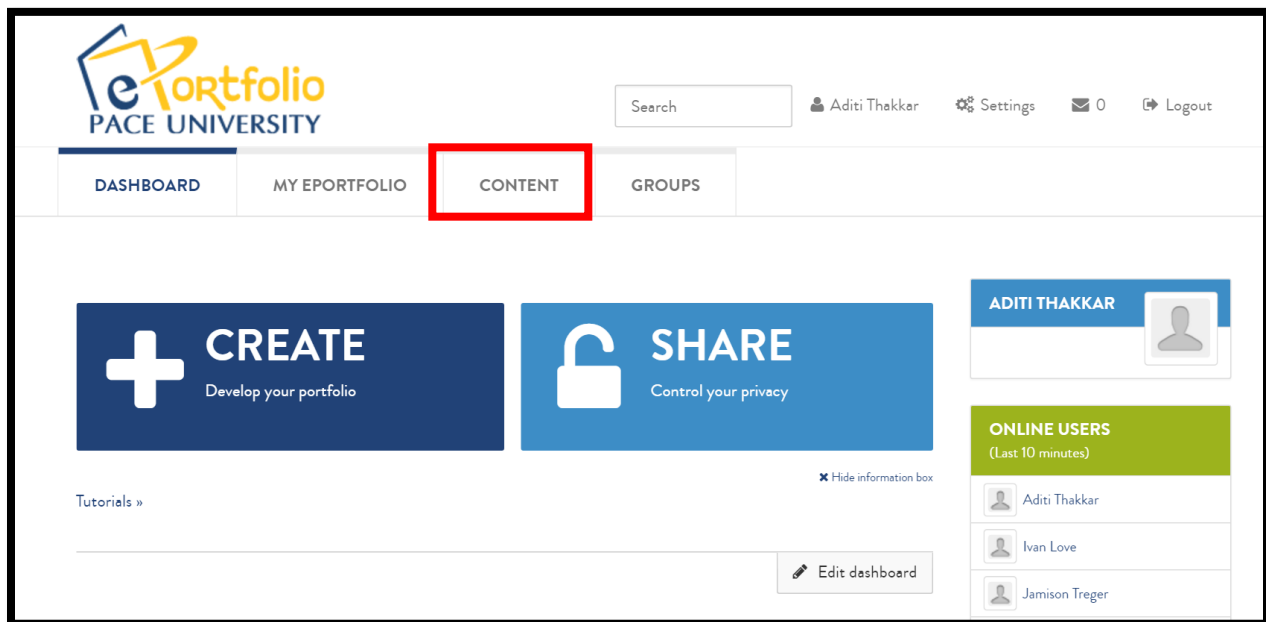 ePortfolio
PACE UNIVERSITY
Search
Aditi Thakkar
Settings
0
Logout
DASHBOARD
MY EPORTFOLIO
CONTENT
GROUPS
CREATE
Develop your portfolio
SHARE
Control your privacy
Hide information box
Tutorials »
Edit dashboard
ADITI THAKKAR
ONLINE USERS
(Last 10 minutes)
Aditi Thakkar
Ivan Love
Jamison Treger